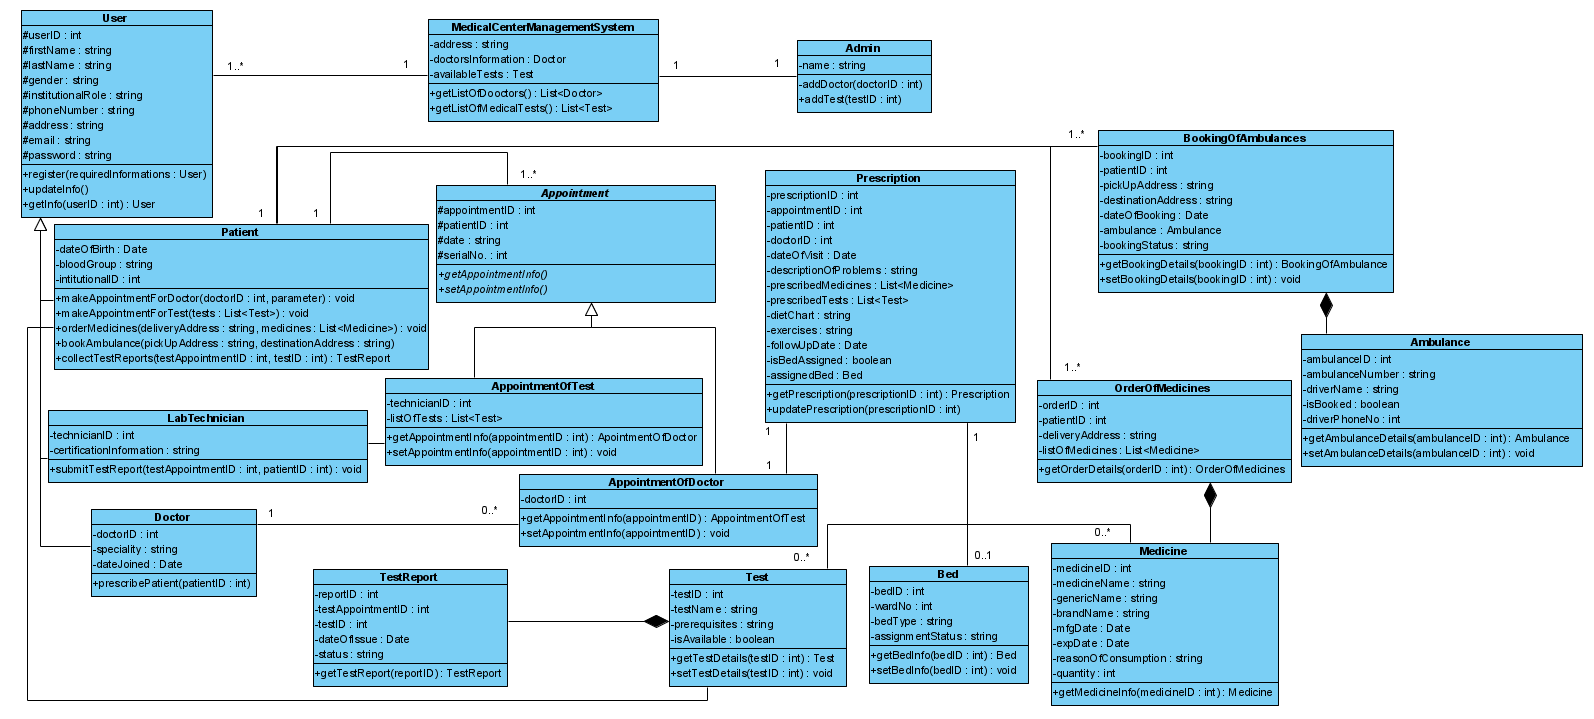 User
#userID : int
#firstName : string
#lastName : string
#gender : string
#institutionalRole : string
#phoneNumber : string
#address : string
#email : string
#password : string
+register(requiredInformations : User)
+updateInfo()
+getInfo(userID : int) : User
1..*
1
MedicalCenterManagementSystem
-address : string
-doctorsInformation : Doctor
-availableTests : Test
+getListOfDooctors() : List<Doctor>
+getListOfMedicalTests() : List<Test>
1
1
Admin
-name : string
-addDoctor(doctorID : int)
+addTest(testID : int)
1..*
BookingOfAmbulances
-bookingID : int
-patientID : int
-pickUpAddress : string
-destinationAddress : string
-dateOfBooking : Date
-ambulance : Ambulance
-bookingStatus : string
+getBookingDetails(bookingID : int) : BookingOfAmbulance
+setBookingDetails(bookingID : int) : void
1..*
Appointment
#appointmentID : int
#patientID : int
#date : string
#serialNo. : int
+getAppointmentInfo()
+setAppointmentInfo()
Prescription
-prescriptionID : int
-appointmentID : int
-patientID : int
-doctorID : int
-dateOfVisit : Date
-descriptionOfProblems : string
-prescribedMedicines : List<Medicine>
-prescribedTests : List<Test>
-dietChart : string
-exercises : string
-followUpDate : Date
-isBedAssigned : boolean
-assignedBed : Bed
+getPrescription(prescriptionID : int) : Prescription
+updatePrescription(prescriptionID : int)
1
1
Patient
-dateOfBirth : Date
-bloodGroup : string
-intitutionalID : int
+makeAppointmentForDoctor(doctorID : int, parameter) : void
+makeAppointmentForTest(tests : List<Test>) : void
+orderMedicines(deliveryAddress : string, medicines : List<Medicine>) : void
+bookAmbulance(pickUpAddress : string, destinationAddress : string)
+collectTestReports(testAppointmentID : int, testID : int) : TestReport
Ambulance
-ambulanceID : int
-ambulanceNumber : string
-driverName : string
-isBooked : boolean
-driverPhoneNo : int
+getAmbulanceDetails(ambulanceID : int) : Ambulance
+setAmbulanceDetails(ambulanceID : int) : void
1..*
OrderOfMedicines
-orderID : int
-patientID : int
-deliveryAddress : string
-listOfMedicines : List<Medicine>
+getOrderDetails(orderID : int) : OrderOfMedicines
AppointmentOfTest
-technicianID : int
-listOfTests : List<Test>
+getAppointmentInfo(appointmentID : int) : ApointmentOfDoctor
+setAppointmentInfo(appointmentID : int) : void
LabTechnician
-technicianID : int
-certificationInformation : string
+submitTestReport(testAppointmentID : int, patientID : int) : void
1
1
1
AppointmentOfDoctor
-doctorID : int
+getAppointmentInfo(appointmentID) : AppointmentOfTest
+setAppointmentInfo(appointmentID) : void
1
0..*
Doctor
-doctorID : int
-speciality : string
-dateJoined : Date
+prescribePatient(patientID : int)
0..*
0..1
0..*
TestReport
-reportID : int
-testAppointmentID : int
-testID : int
-dateOfIssue : Date
-status : string
+getTestReport(reportID) : TestReport
Test
-testID : int
-testName : string
-prerequisites : string
-isAvailable : boolean
+getTestDetails(testID : int) : Test
+setTestDetails(testID : int) : void
Bed
-bedID : int
-wardNo : int
-bedType : string
-assignmentStatus : string
+getBedInfo(bedID : int) : Bed
+setBedInfo(bedID : int) : void
Medicine
-medicineID : int
-medicineName : string
-genericName : string
-brandName : string
-mfgDate : Date
-expDate : Date
-reasonOfConsumption : string
-quantity : int
+getMedicineInfo(medicineID : int) : Medicine